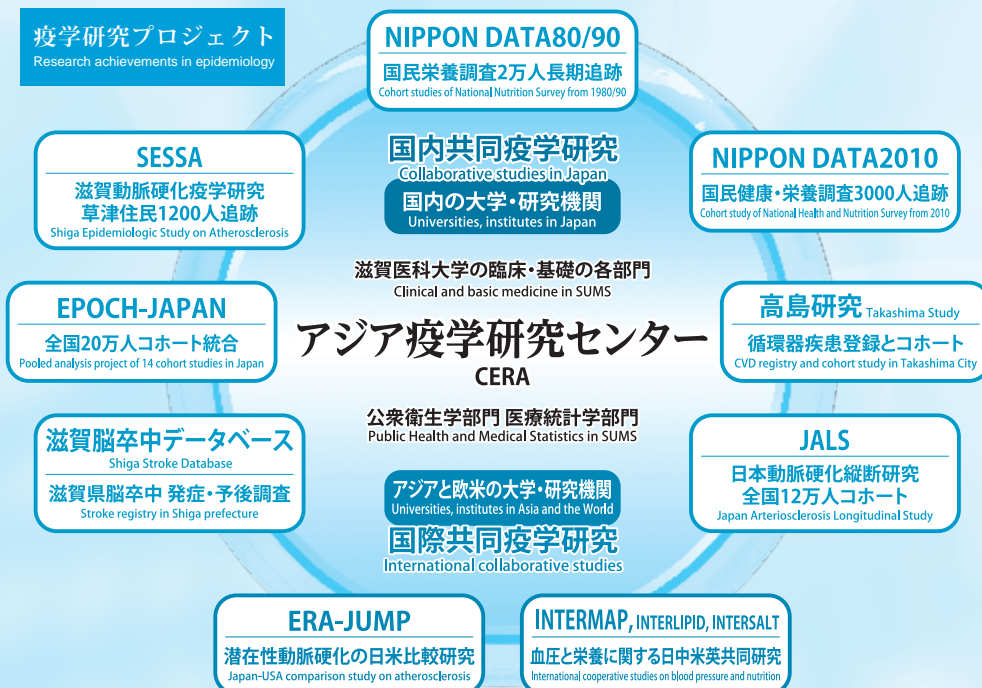 疫学研究プロジェクト
Research achievements in epidemiology
NIPPON DATA80/90
国民栄養調査2万人長期追跡
Cohort studies of National Nutrition Survey from 1980/90
SESSA
滋賀動脈硬化疫学研究
草津住民1200人追跡
Shiga Epidemiologic Study on Atherosclerosis
国内共同疫学研究
Collaborative studies in Japan
国内の大学・研究機関
Universities, institutes in Japan
NIPPON DATA2010
国民健康・栄養調査3000人追跡
Cohort study of National Health and Nutrition Survey from 2010
滋賀医科大学の臨床・基礎の各部門
Clinical and basic medicine in SUMS
EPOCH-JAPAN
全国20万人コホート統合
Pooled analysis project of 14 cohort studies in Japan
アジア疫学研究センター
CERA
高島研究 Takashima Study
循環器疾患登録とコホート
CVD registry and cohort study in Takashima City
公衆衛生学部門 医療統計学部門
Public Health and Medical Statistics in SUMS
滋賀脳卒中データベース
Shiga Stroke Database
滋賀県脳卒中 発症・予後調査
Stroke registry in Shiga prefecture
アジアと欧米の大学・研究機関
Universities, institutes in Asia and the World
国際共同疫学研究
International collaborative studies
JALS
日本動脈硬化縦断研究
全国12万人コホート
Japan Arteriosclerosis Longitudinal Study
ERA-JUMP
潜在性動脈硬化の日米比較研究
Japan-USA comparison study on atherosclerosis
INTERMAP, INTERLIPID, INTERSALT
血圧と栄養に関する日中米英共同研究
International cooperative studies on blood pressure and nutrition